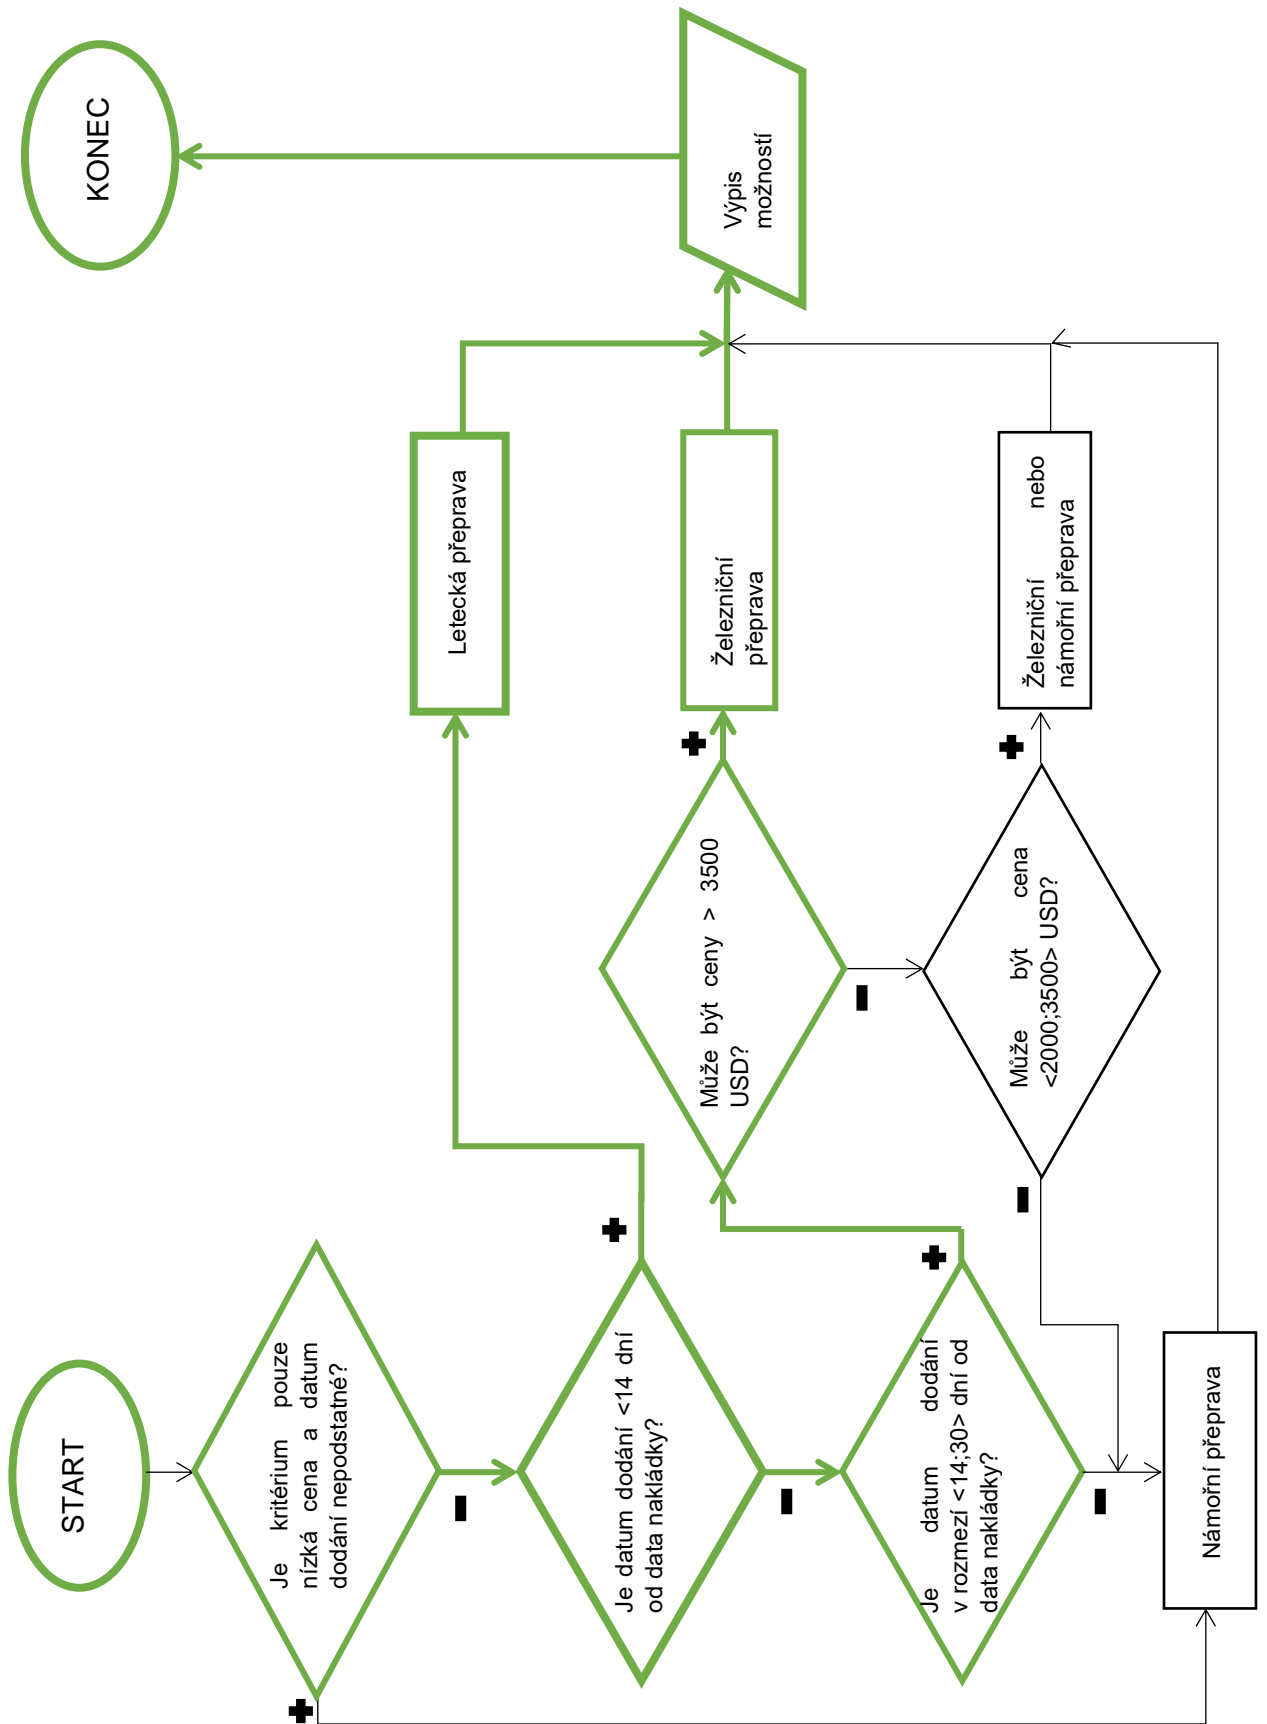 START
Je kritérium pouze
nízká cena a datum
dodání nepodstatné?
+
-
Je datum dodání <14 dní
od data nakládky?
+
-
Je datum dodání
v rozmezí <14;30> dní od
data nakládky?
+
-
Námořní přeprava
Může být ceny > 3500
USD?
+
-
Může být cena
<2000;3500> USD?
+
-
Letecká přeprava
Železniční
přeprava
Železniční nebo
námořní přeprava
Výpis
možností
KONEC